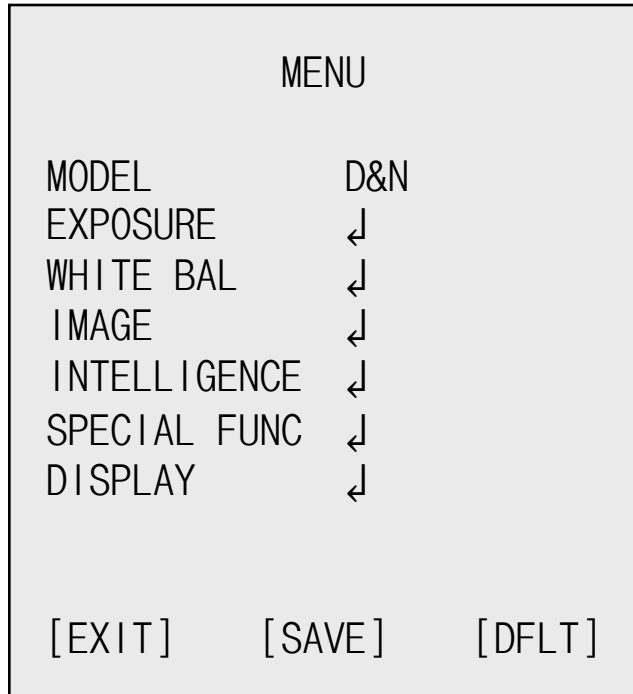 MENU
MODEL D&N
EXPOSURE ↲
WHITE BAL ↲
IMAGE ↲
INTELLIGENCE ↲
SPECIAL FUNC ↲
DISPLAY ↲
[EXIT] [SAVE] [DFLT]